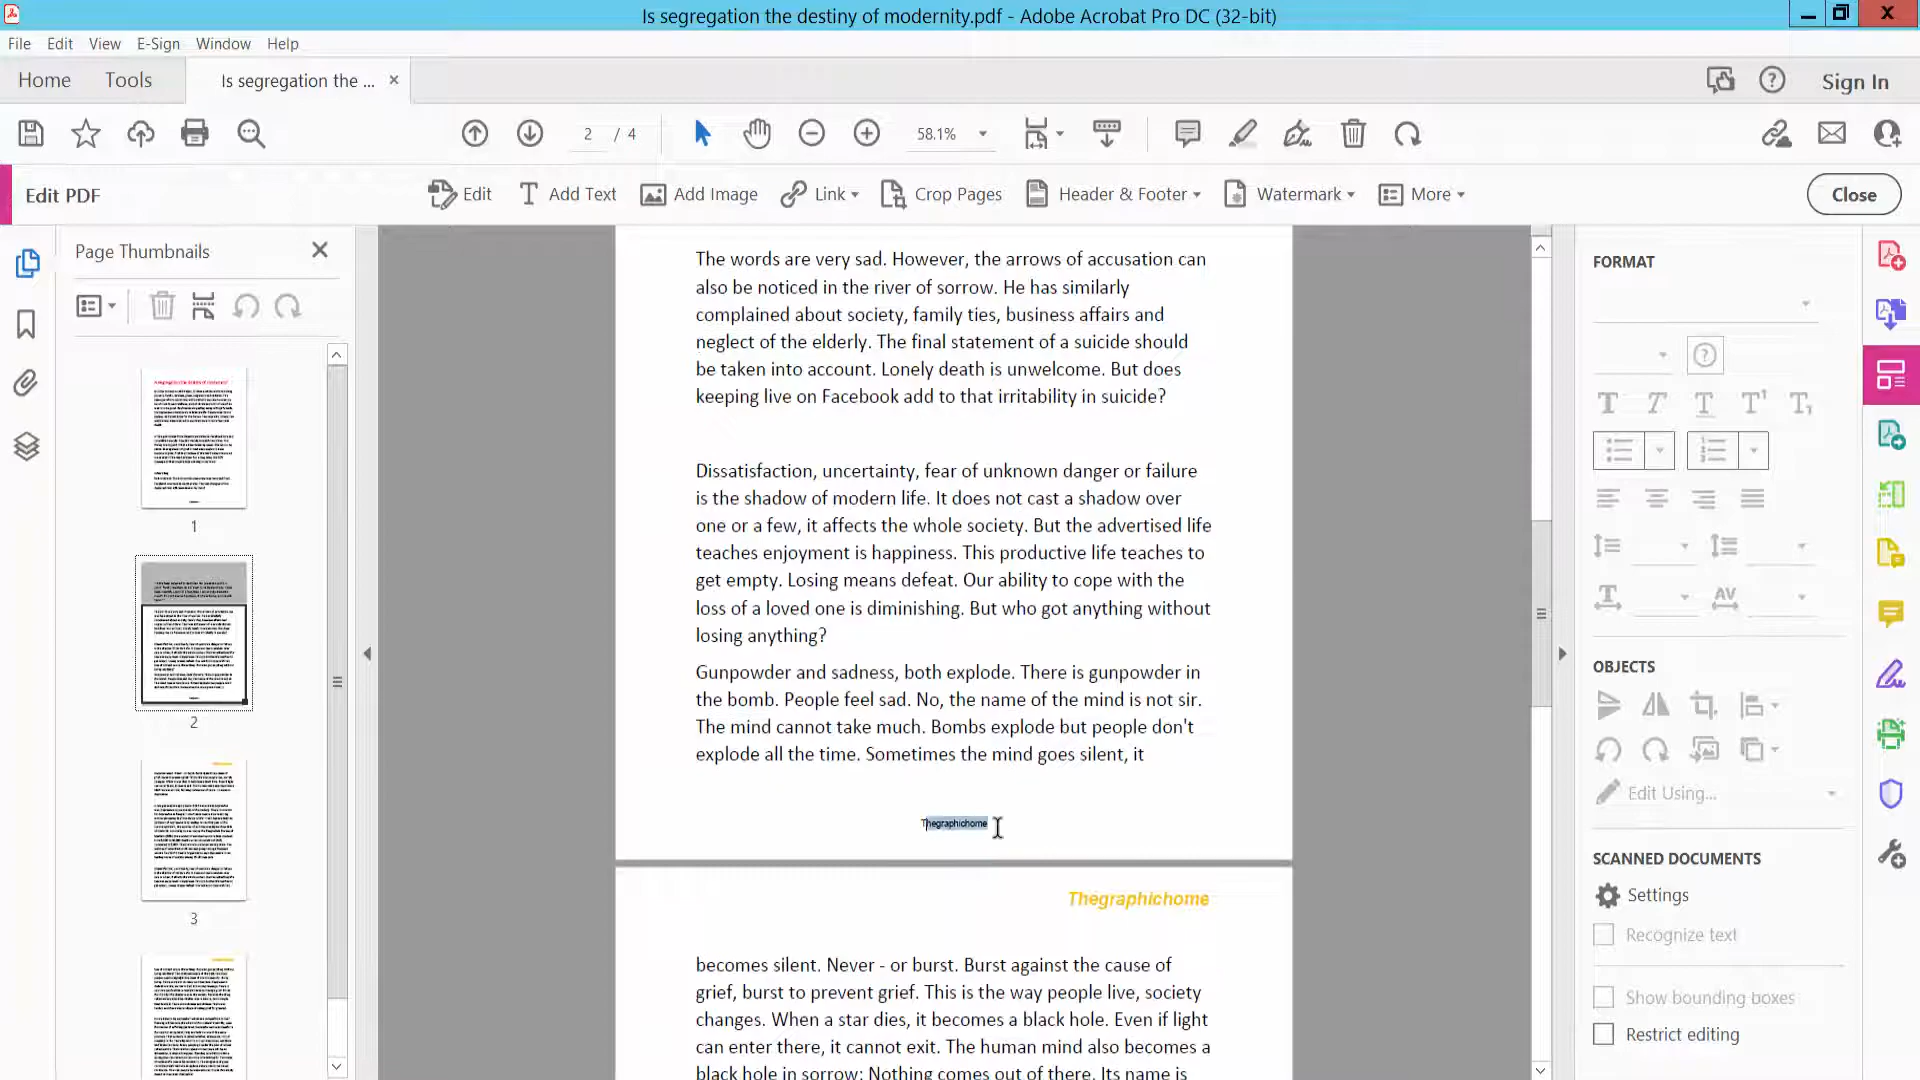 Is segregation the destiny of modernity.pdf - Adobe Acrobat Pro DC (32-bit)
File Edit View E-Sign Window Help
Home Tools Is segregation the ... × Sign In
2 / 4 58.1%
Edit PDF Edit Add Text Add Image Link Crop Pages Header & Footer Watermark More Close
Page Thumbnails
1
2
3
The words are very sad. However, the arrows of accusation can
also be noticed in the river of sorrow. He has similarly
complained about society, family ties, business affairs and
neglect of the elderly. The final statement of a suicide should
be taken into account. Lonely death is unwelcome. But does
keeping live on Facebook add to that irritability in suicide?
Dissatisfaction, uncertainty, fear of unknown danger or failure
is the shadow of modern life. It does not cast a shadow over
one or a few, it affects the whole society. But the advertised life
teaches enjoyment is happiness. This productive life teaches to
get empty. Losing means defeat. Our ability to cope with the
loss of a loved one is diminishing. But who got anything without
losing anything?
Gunpowder and sadness, both explode. There is gunpowder in
the bomb. People feel sad. No, the name of the mind is not sir.
The mind cannot take much. Bombs explode but people don't
explode all the time. Sometimes the mind goes silent, it
Thegraphichome
Thegraphichome
becomes silent. Never - or burst. Burst against the cause of
grief, burst to prevent grief. This is the way people live, society
changes. When a star dies, it becomes a black hole. Even if light
can enter there, it cannot exit. The human mind also becomes a
black hole in sorrow: Nothing comes out of there. Its name is
FORMAT
OBJECTS
Edit Using...
SCANNED DOCUMENTS
Settings
Recognize text
Show bounding boxes
Restrict editing